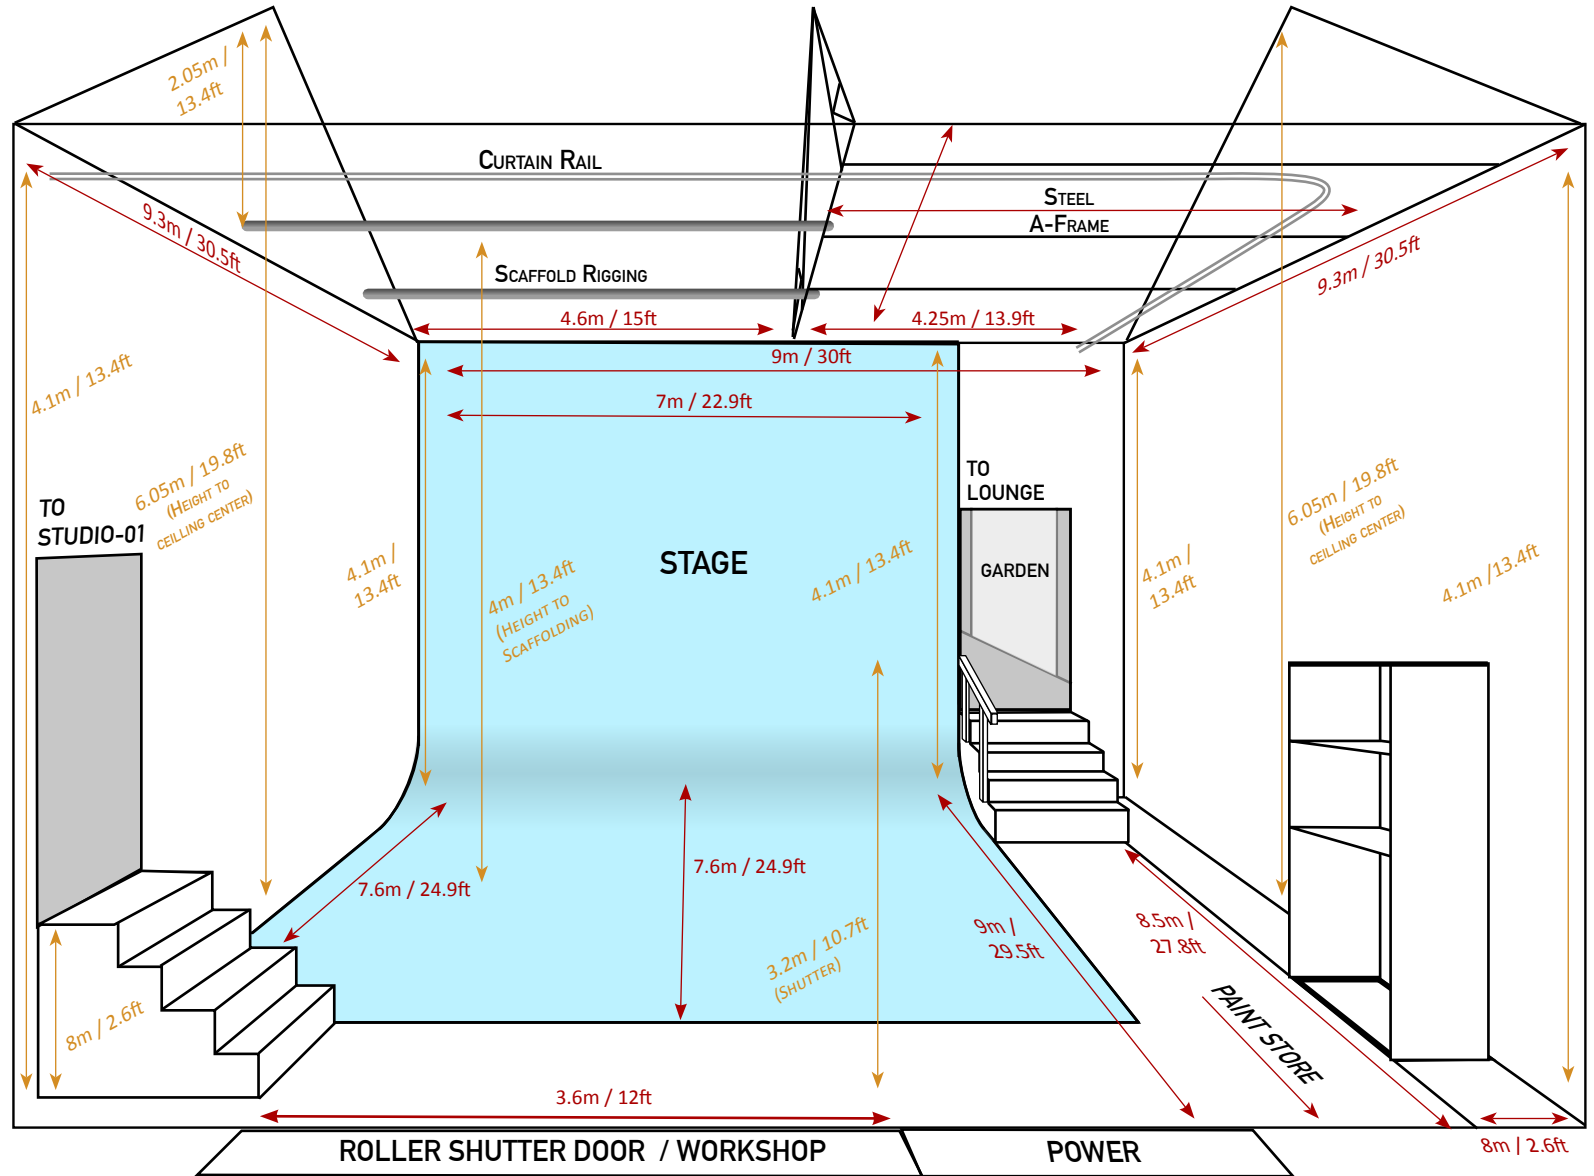 2.05m /
13.4ft
CURTAIN RAIL
STEEL
A-FRAME
9.3m / 30.5ft
9.3m / 30.5ft
SCAFFOLD RIGGING
4.6m / 15ft
4.25m / 13.9ft
9m / 30ft
7m / 22.9ft
4.1m / 13.4ft
6.05m / 19.8ft
(HEIGHT TO
CEILLING CENTER)
TO
STUDIO-01
4.1m /
13.4ft
4m / 13.4ft
(HEIGHT TO
SCAFFOLDING)
STAGE
4.1m / 13.4ft
TO
LOUNGE
GARDEN
4.1m /
13.4ft
6.05m / 19.8ft
(HEIGHT TO
CEILLING CENTER)
4.1m /13.4ft
7.6m / 24.9ft
7.6m / 24.9ft
3.2m / 10.7ft
(SHUTTER)
9m /
29.5ft
8.5m /
27.8ft
PAINT STORE
8m / 2.6ft
3.6m / 12ft
8m / 2.6ft
ROLLER SHUTTER DOOR / WORKSHOP
POWER